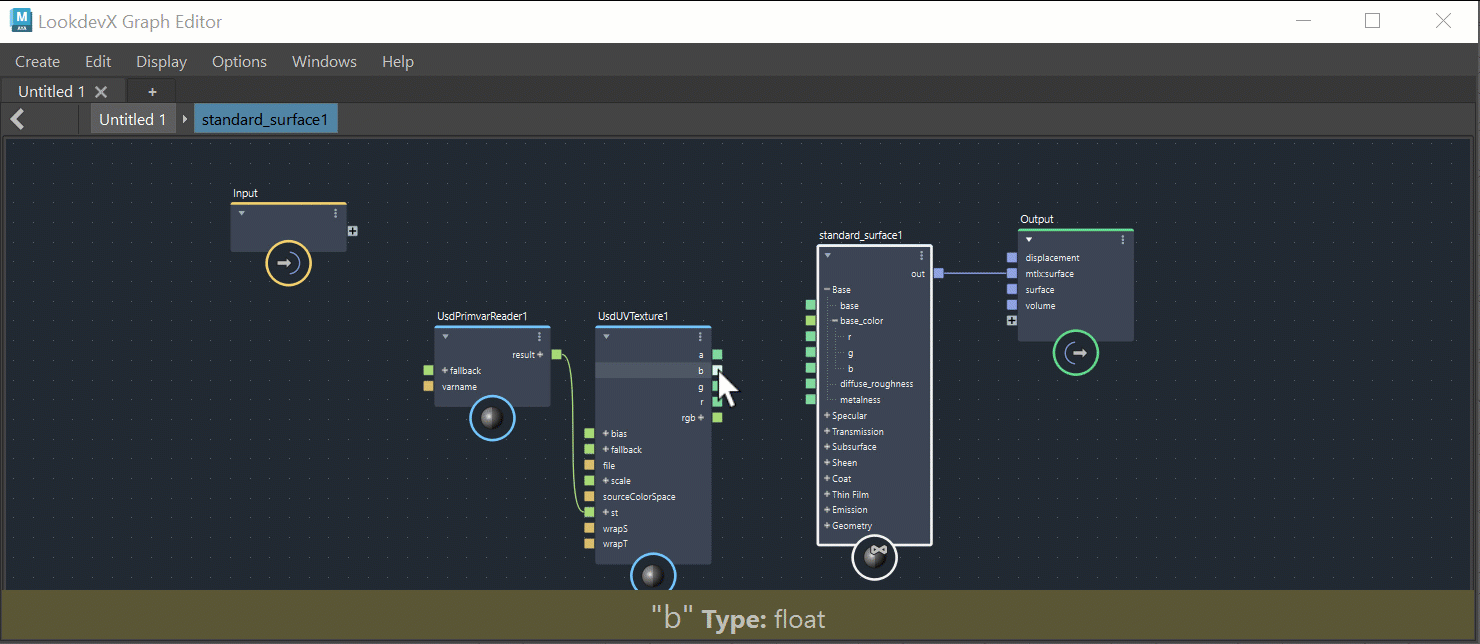 M
AYA
LookdevX Graph Editor
Create Edit Display Options Windows Help
Untitled 1
+
Untitled 1
standard_surface1
Input
UsdPrimvarReader1
result +
+ fallback
varname
UsdUVTexture1
a
b
g
r
rgb +
+ bias
+ fallback
file
+ scale
sourceColorSpace
+ st
wrapS
wrapT
standard_surface1
out
Base
base
base_color
r
g
b
diffuse_roughness
metalness
+ Specular
+ Transmission
+ Subsurface
+ Sheen
+ Coat
+ Thin Film
+ Emission
+ Geometry
Output
displacement
mtlx:surface
surface
volume
"b" Type: float